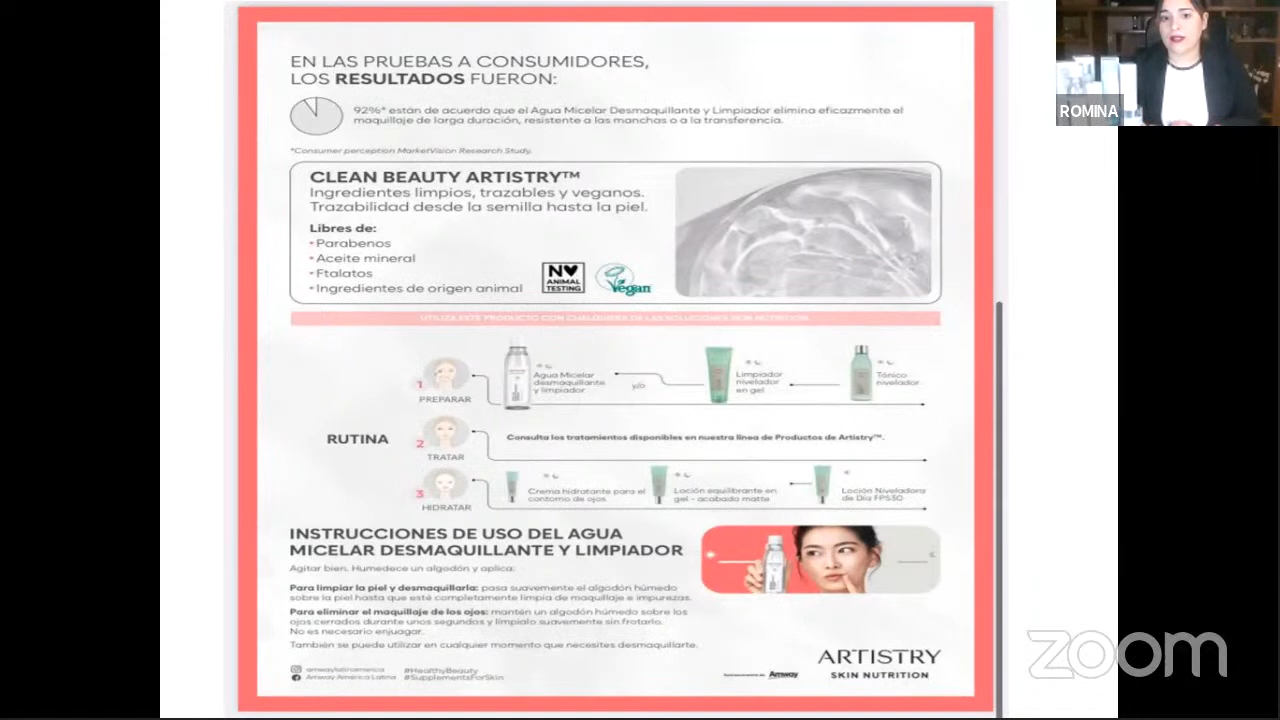 EN LAS PRUEBAS A CONSUMIDORES,
LOS RESULTADOS FUERON:
92%* están de acuerdo que el Agua Micelar Desmaquillante y Limpiador elimina eficazmente el
maquillaje de larga duración, resistente a las manchas o a la transferencia.
*Consumer perception MarketVision Research Study.
CLEAN BEAUTY ARTISTRY™
Ingredientes limpios, trazables y veganos.
Trazabilidad desde la semilla hasta la piel.
Libres de:
• Parabenos
• Aceite mineral
• Ftalatos
• Ingredientes de origen animal
NO ANIMAL TESTING
Vegan
UTILIZA ESTE PRODUCTO CON CUALQUIERA DE LAS SOLUCIONES SKIN NUTRITION
RUTINA
1
PREPARAR
Agua Micelar
desmaquillante
y limpiador
y/o
Limpiador
nivelador
en gel
Tónico
nivelador
2
TRATAR
Consulta los tratamientos disponibles en nuestra línea de Productos de Artistry™.
3
HIDRATAR
Crema hidratante para el
contorno de ojos
Loción equilibrante en
gel - acabado matte
Loción Niveladora
de Día FPS30
INSTRUCCIONES DE USO DEL AGUA
MICELAR DESMAQUILLANTE Y LIMPIADOR
Agitar bien. Humedece un algodón y aplica:
Para limpiar la piel y desmaquillarla: pasa suavemente el algodón húmedo
sobre la piel hasta que esté completamente limpia de maquillaje e impurezas.
Para eliminar el maquillaje de los ojos: mantén un algodón húmedo sobre los
ojos cerrados durante unos segundos y límpialo suavemente sin frotarlo.
No es necesario enjuagar.
También se puede utilizar en cualquier momento que necesites desmaquillarte.
amwaylatinoamerica
Amway América Latina
#HealthyBeauty
#SupplementsForSkin
Amway
ARTISTRY
SKIN NUTRITION
ROMINA
zoom